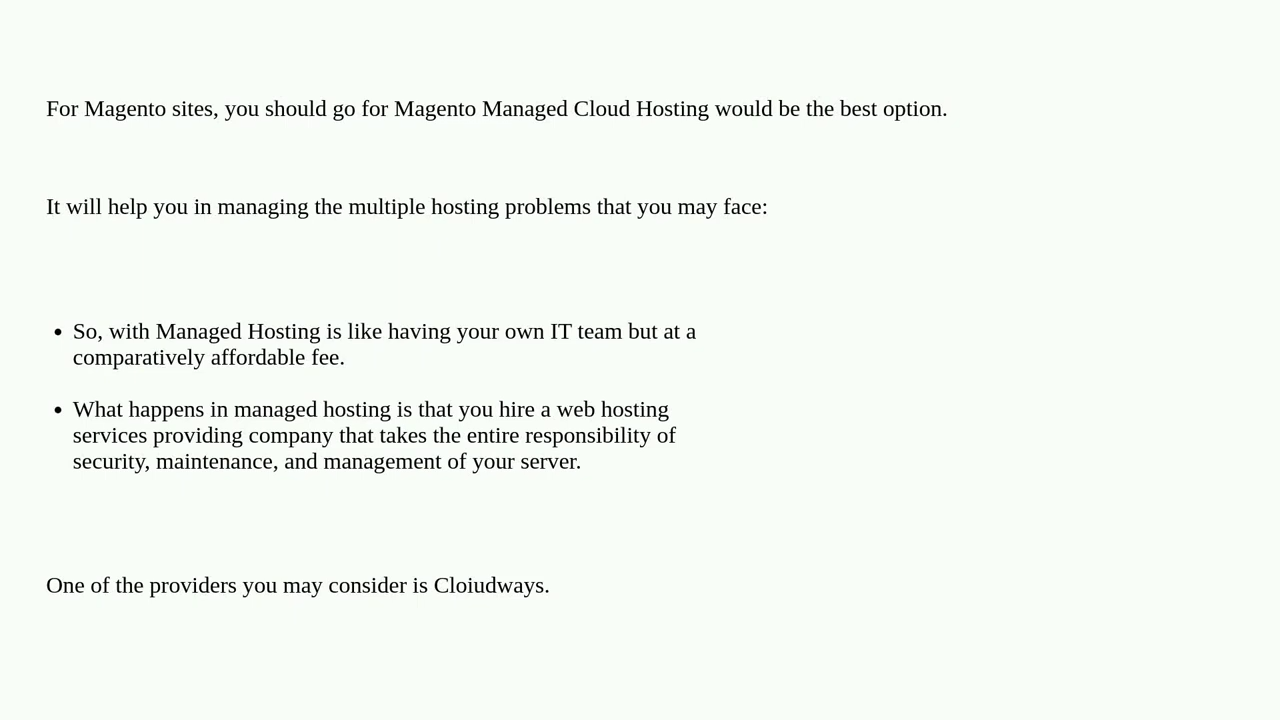 For Magento sites, you should go for Magento Managed Cloud Hosting would be the best option.
It will help you in managing the multiple hosting problems that you may face:
• So, with Managed Hosting is like having your own IT team but at a
comparatively affordable fee.
• What happens in managed hosting is that you hire a web hosting
services providing company that takes the entire responsibility of
security, maintenance, and management of your server.
One of the providers you may consider is Cloiudways.